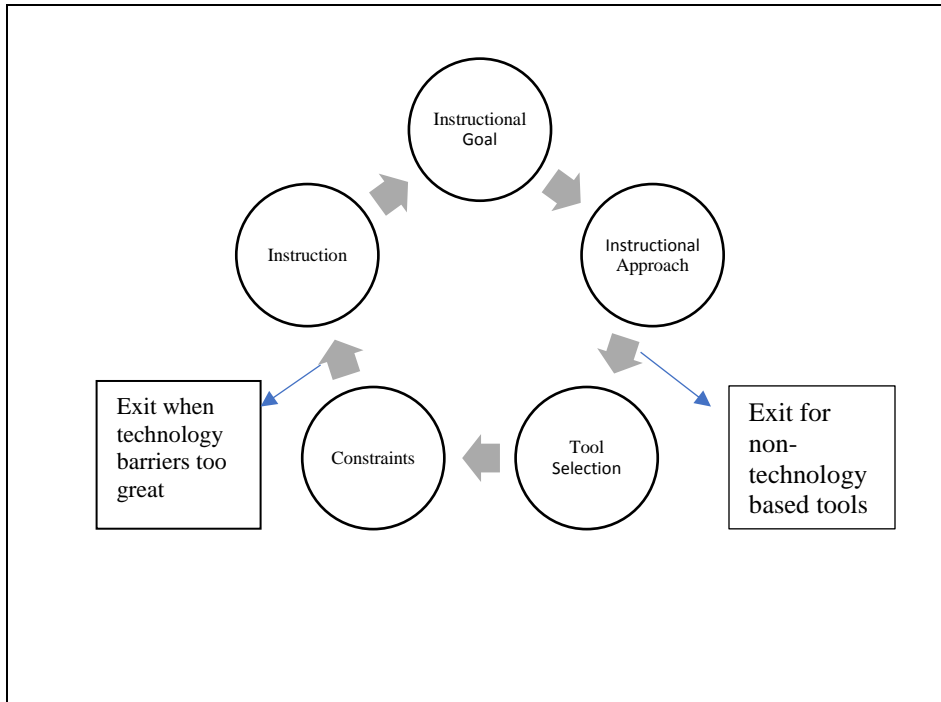 Instructional
Goal
Instruction
Instructional
Approach
Exit when
technology
barriers too
great
Constraints
Tool
Selection
Exit for
non-
technology
based tools